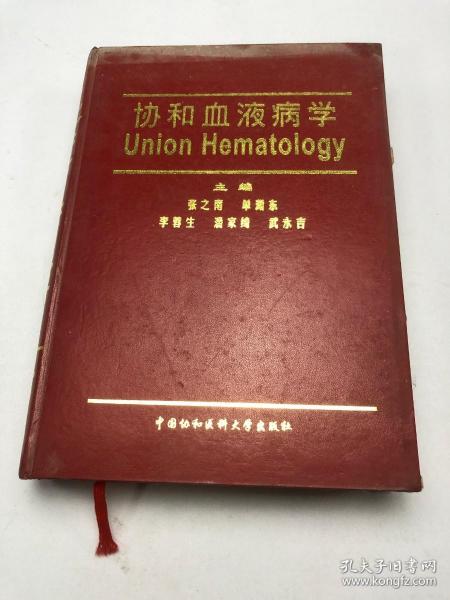 协和血液病学
Union Hematology
主编
张之南 单渊东
李蓉生 潘家绮 武永吉
中国协和医科大学出版社
孔夫子旧书网
www.kongfz.com